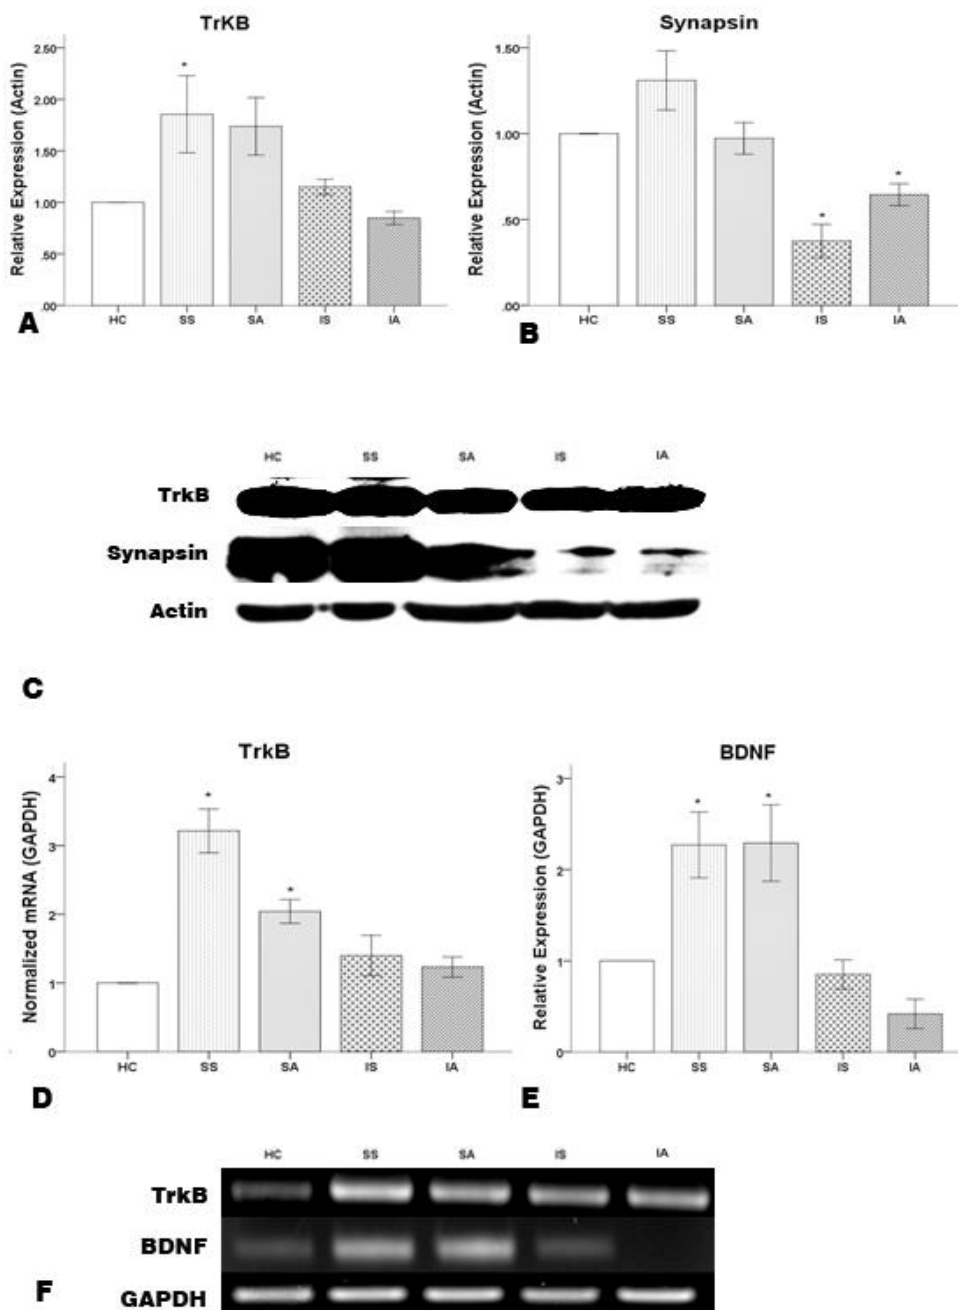 TrKB
Relative Expression (Actin)
2.50
2.00
1.50
1.00
.50
.00
*
HC SS SA IS IA
A
Synapsin
Relative Expression (Actin)
1.50
1.00
.50
.00
*
*
HC SS SA IS IA
B
HC SS SA IS IA
TrkB
Synapsin
Actin
C
TrkB
Normalized mRNA (GAPDH)
4
3
2
1
0
*
*
HC SS SA IS IA
D
BDNF
Relative Expression (GAPDH)
3
2
1
0
*
*
HC SS SA IS IA
E
HC SS SA IS IA
TrkB
BDNF
GAPDH
F